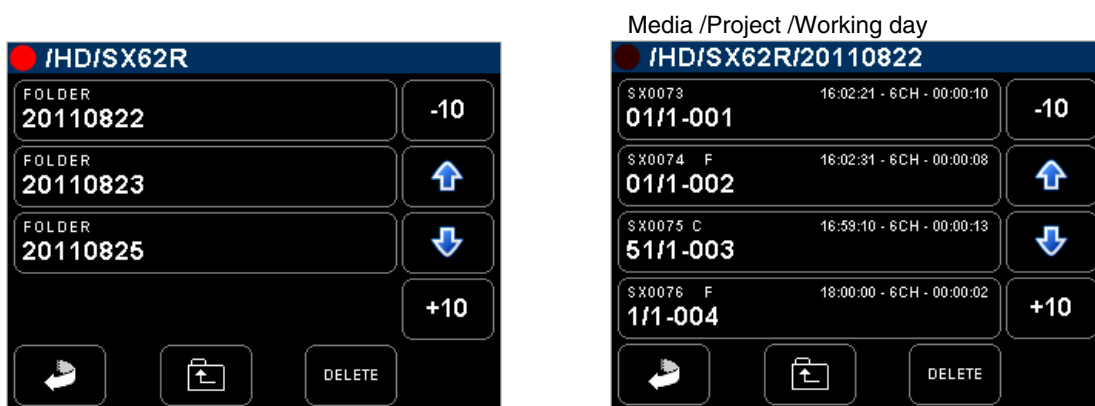 /HD/SX62R
FOLDER
20110822
-10
FOLDER
20110823
FOLDER
20110825
+10
DELETE
Media /Project /Working day
/HD/SX62R/20110822
SX0073 16:02:21 - 6CH - 00:00:10
01/1-001
-10
SX0074 F 16:02:31 - 6CH - 00:00:08
01/1-002
SX0075 C 16:59:10 - 6CH - 00:00:13
51/1-003
SX0076 F 18:00:00 - 6CH - 00:00:02
1/1-004
+10
DELETE